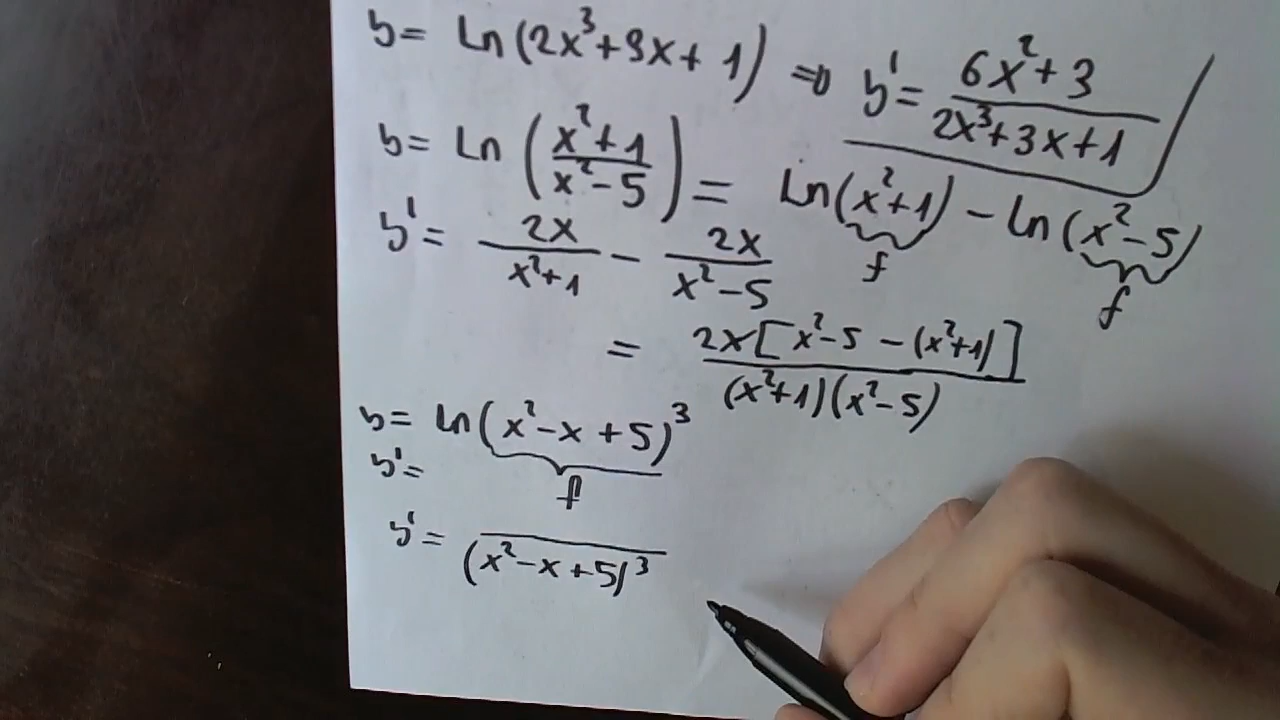 y = Ln(2x³+3x+1) ⇒ y' = (6x²+3)/(2x³+3x+1)
y = Ln((x²+1)/(x²-5)) = Ln(x²+1) - ln(x²-5)
f f
y' = 2x/(x²+1) - 2x/(x²-5)
= 2x[x²-5 - (x²+1)]/((x²+1)(x²-5))
y = ln(x²-x+5)³
y' =
f
y' = /(x²-x+5)³